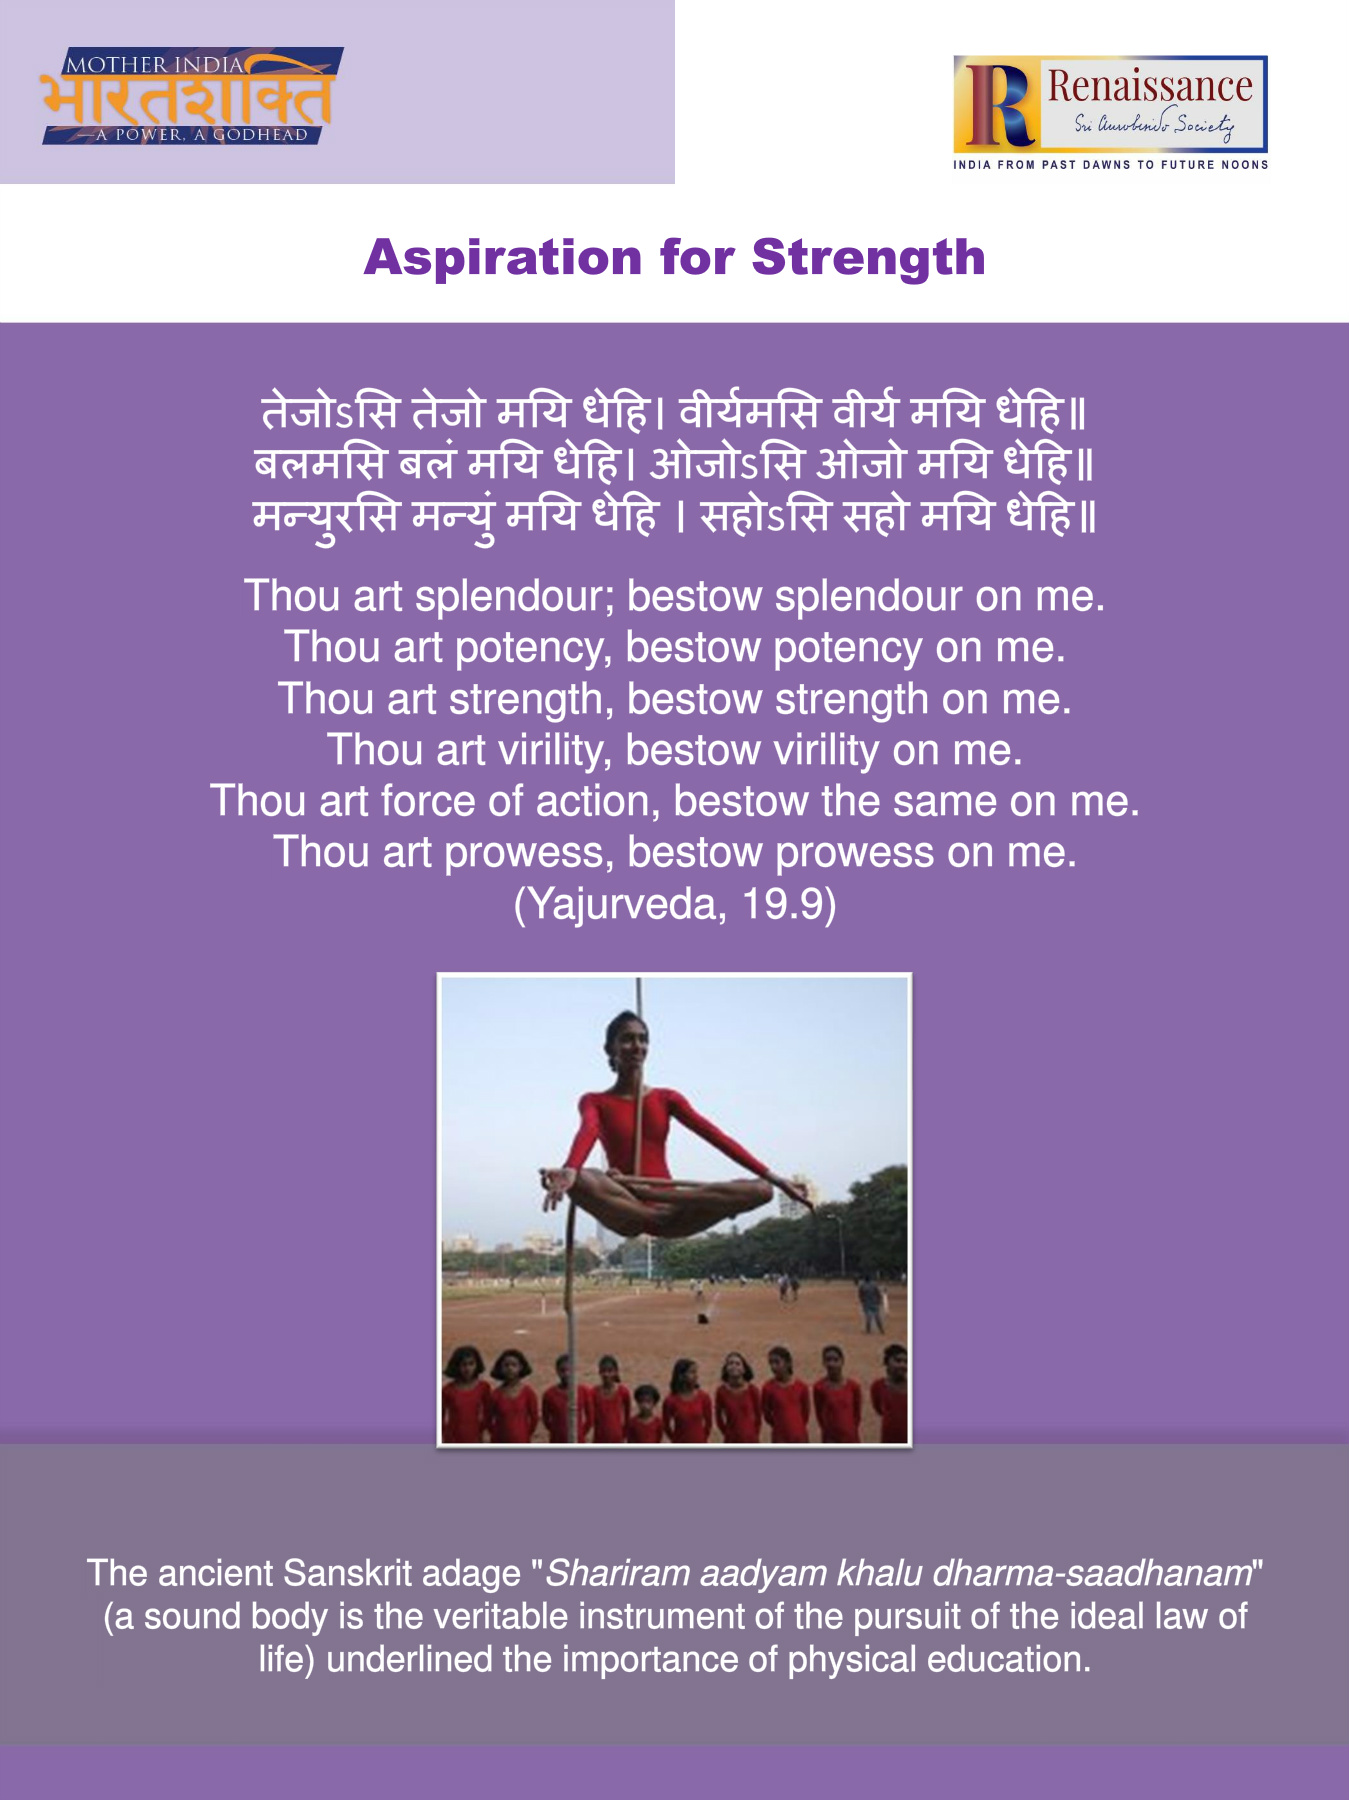 MOTHER INDIA
भारतशक्ति
A POWER, A GODHEAD
Renaissance
Sri Aurobindo Society
INDIA FROM PAST DAWNS TO FUTURE NOONS
Aspiration for Strength
तेजोऽसि तेजो मयि धेहि। वीर्यमसि वीर्य मयि धेहि॥
बलमसि बलं मयि धेहि। ओजोऽसि ओजो मयि धेहि॥
मन्युरसि मन्युं मयि धेहि । सहोऽसि सहो मयि धेहि॥
Thou art splendour; bestow splendour on me.
Thou art potency, bestow potency on me.
Thou art strength, bestow strength on me.
Thou art virility, bestow virility on me.
Thou art force of action, bestow the same on me.
Thou art prowess, bestow prowess on me.
(Yajurveda, 19.9)
The ancient Sanskrit adage "Shariram aadyam khalu dharma-saadhanam"
(a sound body is the veritable instrument of the pursuit of the ideal law of
life) underlined the importance of physical education.